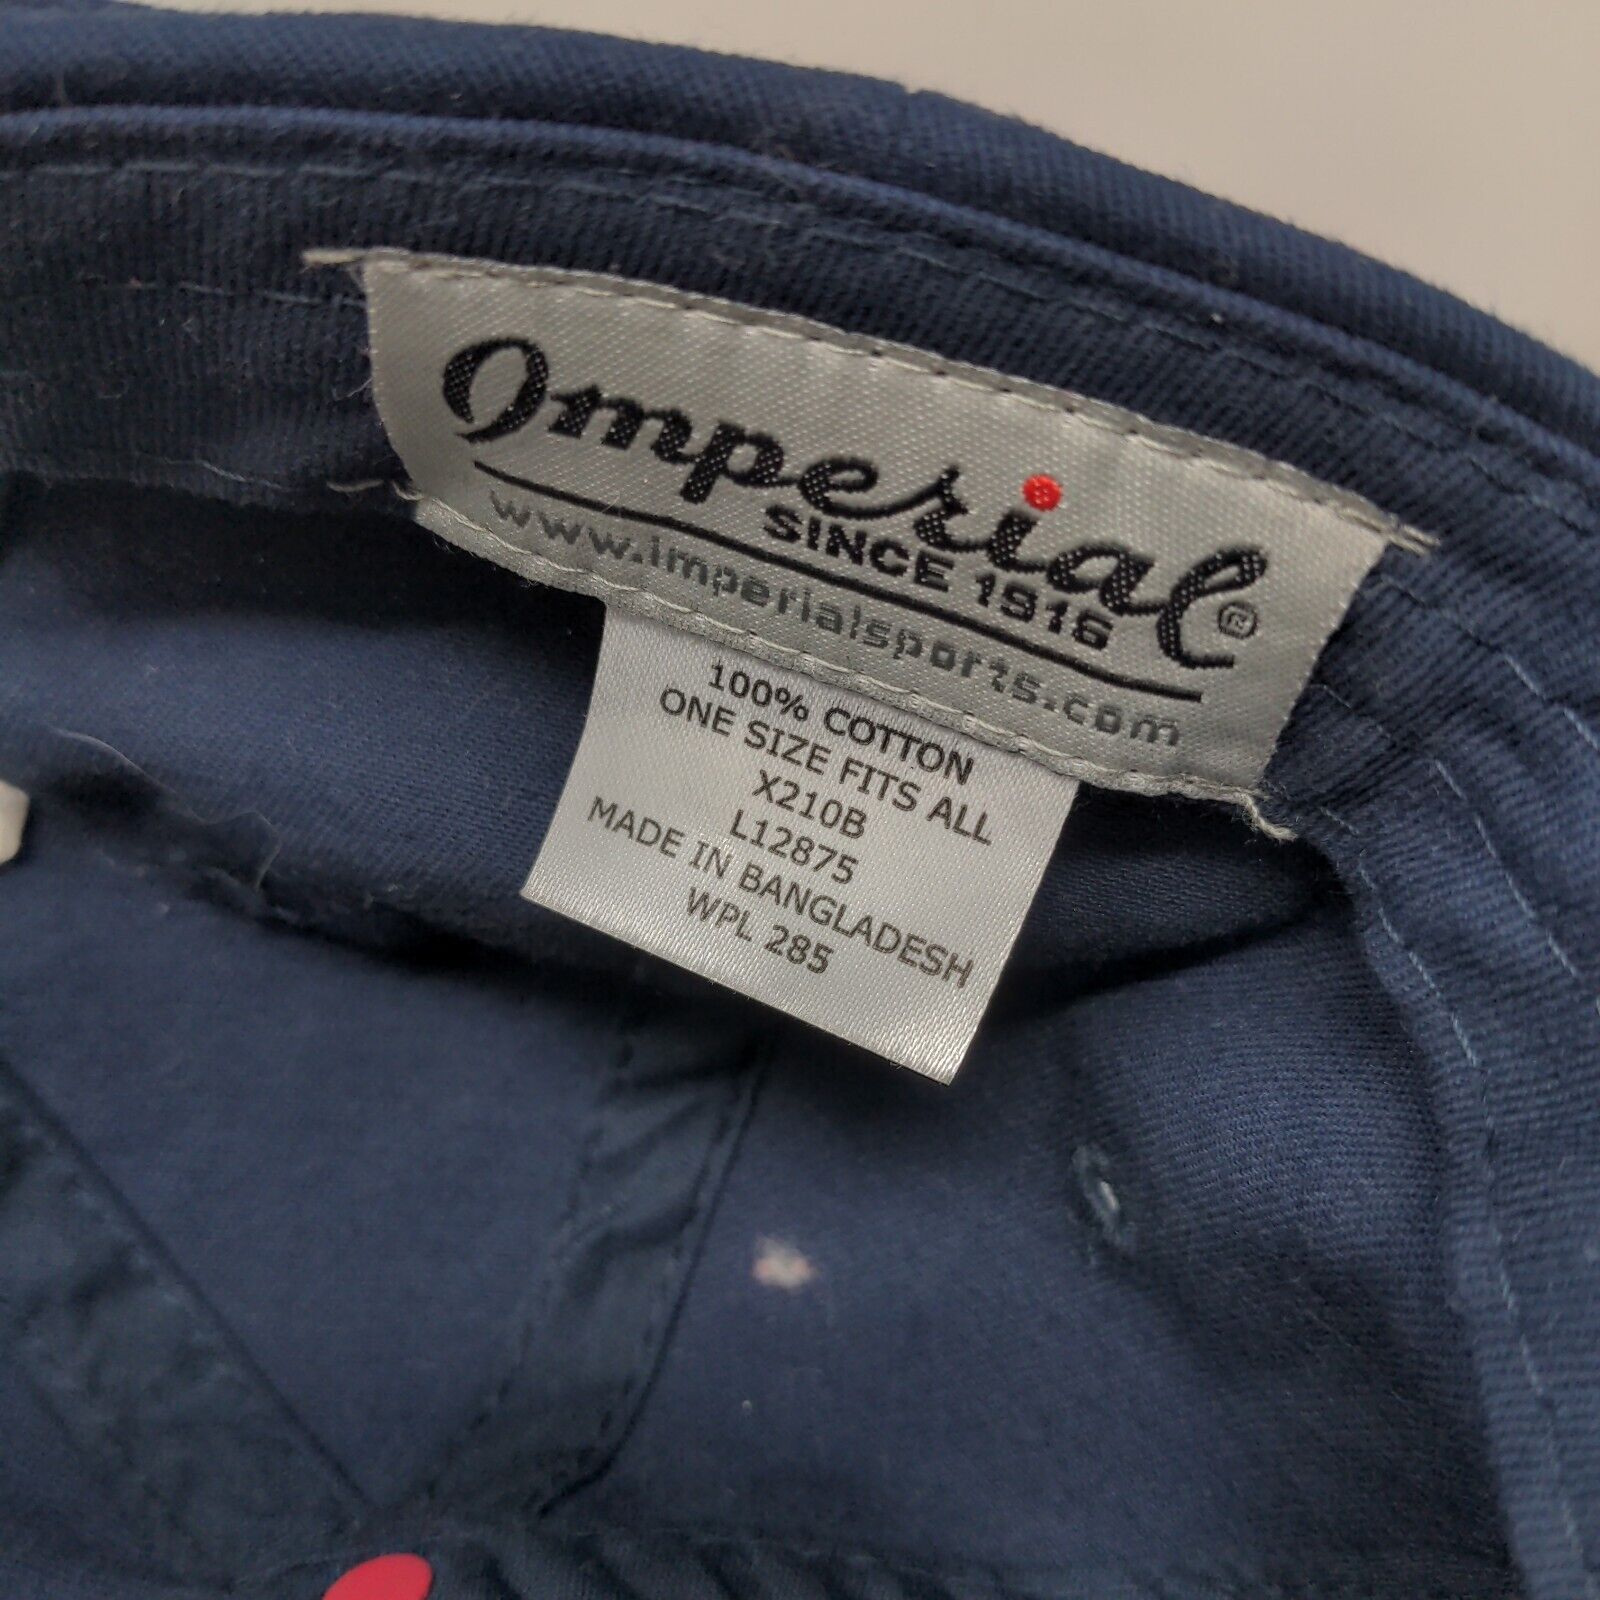 Imperial®
SINCE 1916
www.imperialsports.com
100% COTTON
ONE SIZE FITS ALL
X210B
L12875
MADE IN BANGLADESH
WPL 285